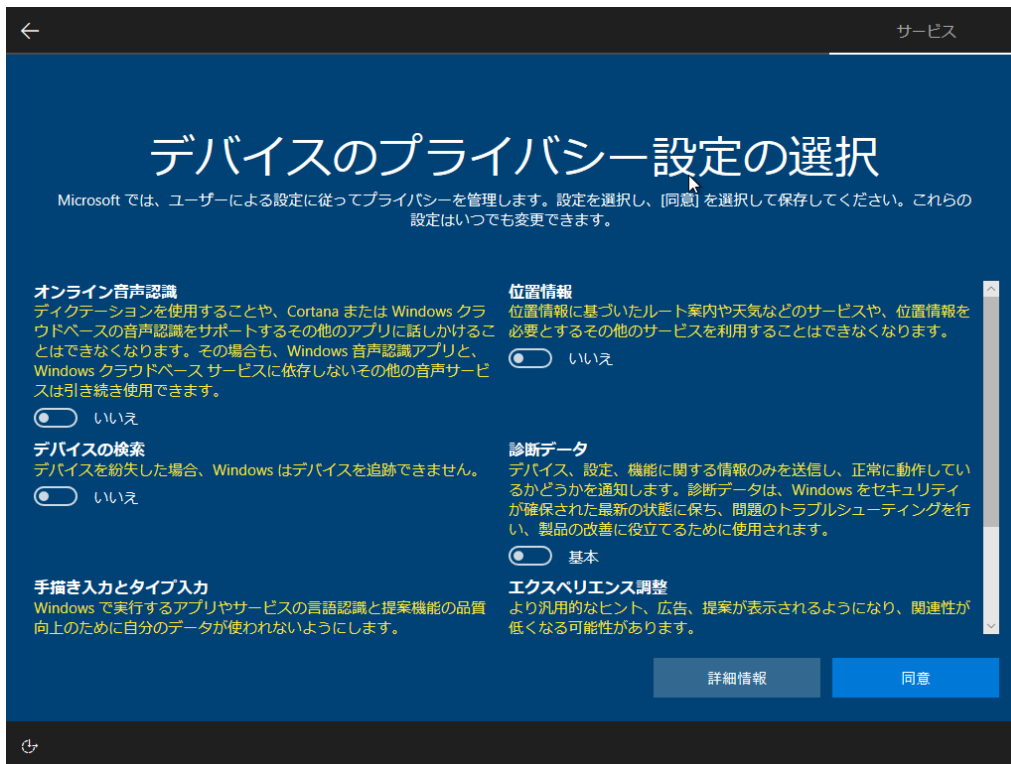 サービス
デバイスのプライバシー設定の選択
Microsoft では、ユーザーによる設定に従ってプライバシーを管理します。設定を選択し、[同意] を選択して保存してください。これらの
設定はいつでも変更できます。
オンライン音声認識
ディクテーションを使用することや、Cortana または Windows クラ
ウドベースの音声認識をサポートするその他のアプリに話しかけるこ
とはできなくなります。その場合も、Windows 音声認識アプリと、
Windows クラウドベース サービスに依存しないその他の音声サービ
スは引き続き使用できます。
いいえ
位置情報
位置情報に基づいたルート案内や天気などのサービスや、位置情報を
必要とするその他のサービスを利用することはできなくなります。
いいえ
デバイスの検索
デバイスを紛失した場合、Windows はデバイスを追跡できません。
いいえ
診断データ
デバイス、設定、機能に関する情報のみを送信し、正常に動作してい
るかどうかを通知します。診断データは、Windows をセキュリティ
が確保された最新の状態に保ち、問題のトラブルシューティングを行
い、製品の改善に役立てるために使用されます。
基本
手描き入力とタイプ入力
Windows で実行するアプリやサービスの言語認識と提案機能の品質
向上のために自分のデータが使われないようにします。
エクスペリエンス調整
より汎用的なヒント、広告、提案が表示されるようになり、関連性が
低くなる可能性があります。
詳細情報
同意